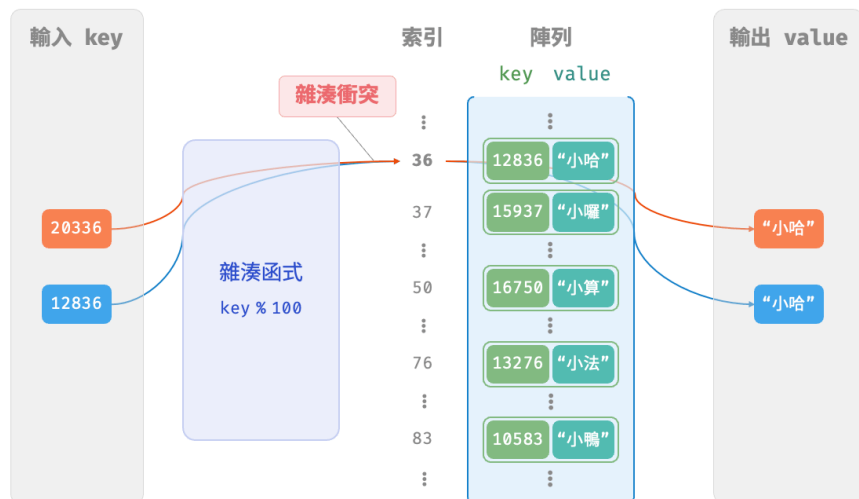 輸入 key
索引
陣列
輸出 value
key value
雜湊衝突
⋮
⋮
36
12836
“小哈”
37
15937
“小囉”
20336
“小哈”
⋮
⋮
雜湊函式
key % 100
50
16750
“小算”
12836
“小哈”
⋮
⋮
76
13276
“小法”
⋮
⋮
83
10583
“小鴨”
⋮
⋮